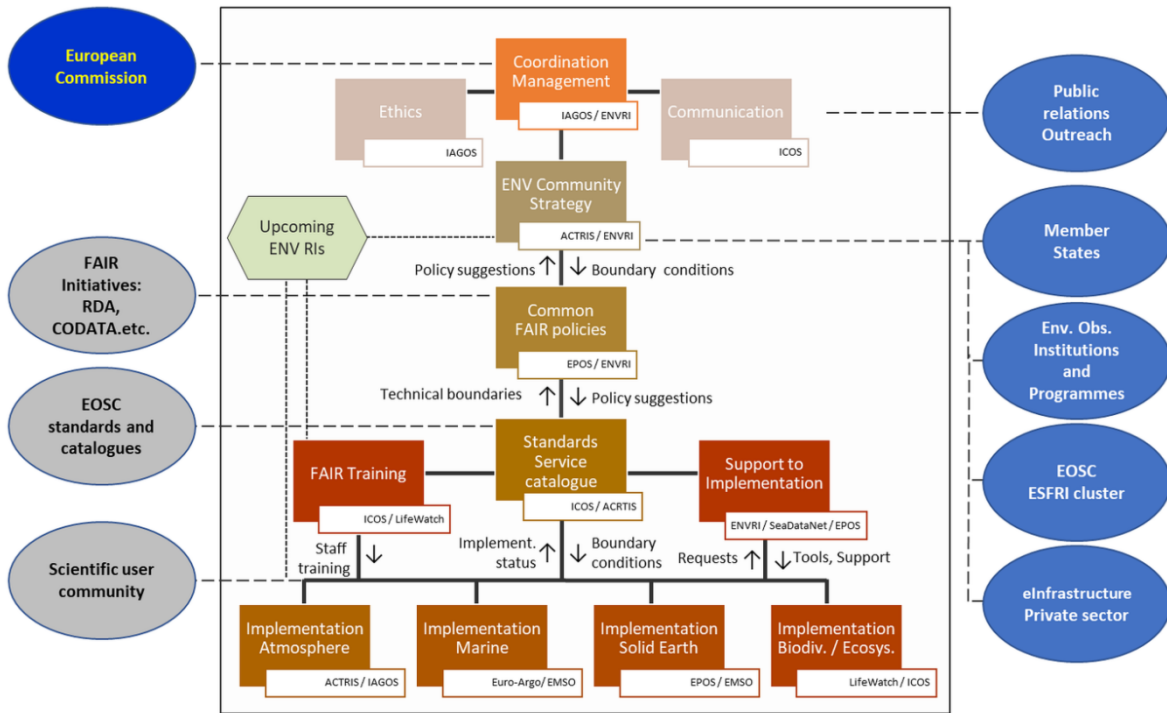 European
Commission
Coordination
Management
IAGOS / ENVRI
Ethics
IAGOS
Communication
ICOS
Public
relations
Outreach
ENV Community
Strategy
ACTRIS / ENVRI
Upcoming
ENV RIs
Member
States
Policy suggestions ↑ ↓ Boundary conditions
FAIR
Initiatives:
RDA,
CODATA.etc.
Common
FAIR policies
EPOS / ENVRI
Env. Obs.
Institutions
and
Programmes
Technical boundaries ↑ ↓ Policy suggestions
EOSC
standards and
catalogues
FAIR Training
ICOS / LifeWatch
Standards
Service
catalogue
ICOS / ACRTIS
Support to
Implementation
ENVRI / SeaDataNet / EPOS
EOSC
ESFRI cluster
Staff
training ↓
Implement.
status ↑
↓ Boundary
conditions
Requests ↑ ↓ Tools, Support
Scientific user
community
eInfrastructure
Private sector
Implementation
Atmosphere
ACTRIS / IAGOS
Implementation
Marine
Euro-Argo/ EMSO
Implementation
Solid Earth
EPOS / EMSO
Implementation
Biodiv. / Ecosys.
LifeWatch / ICOS